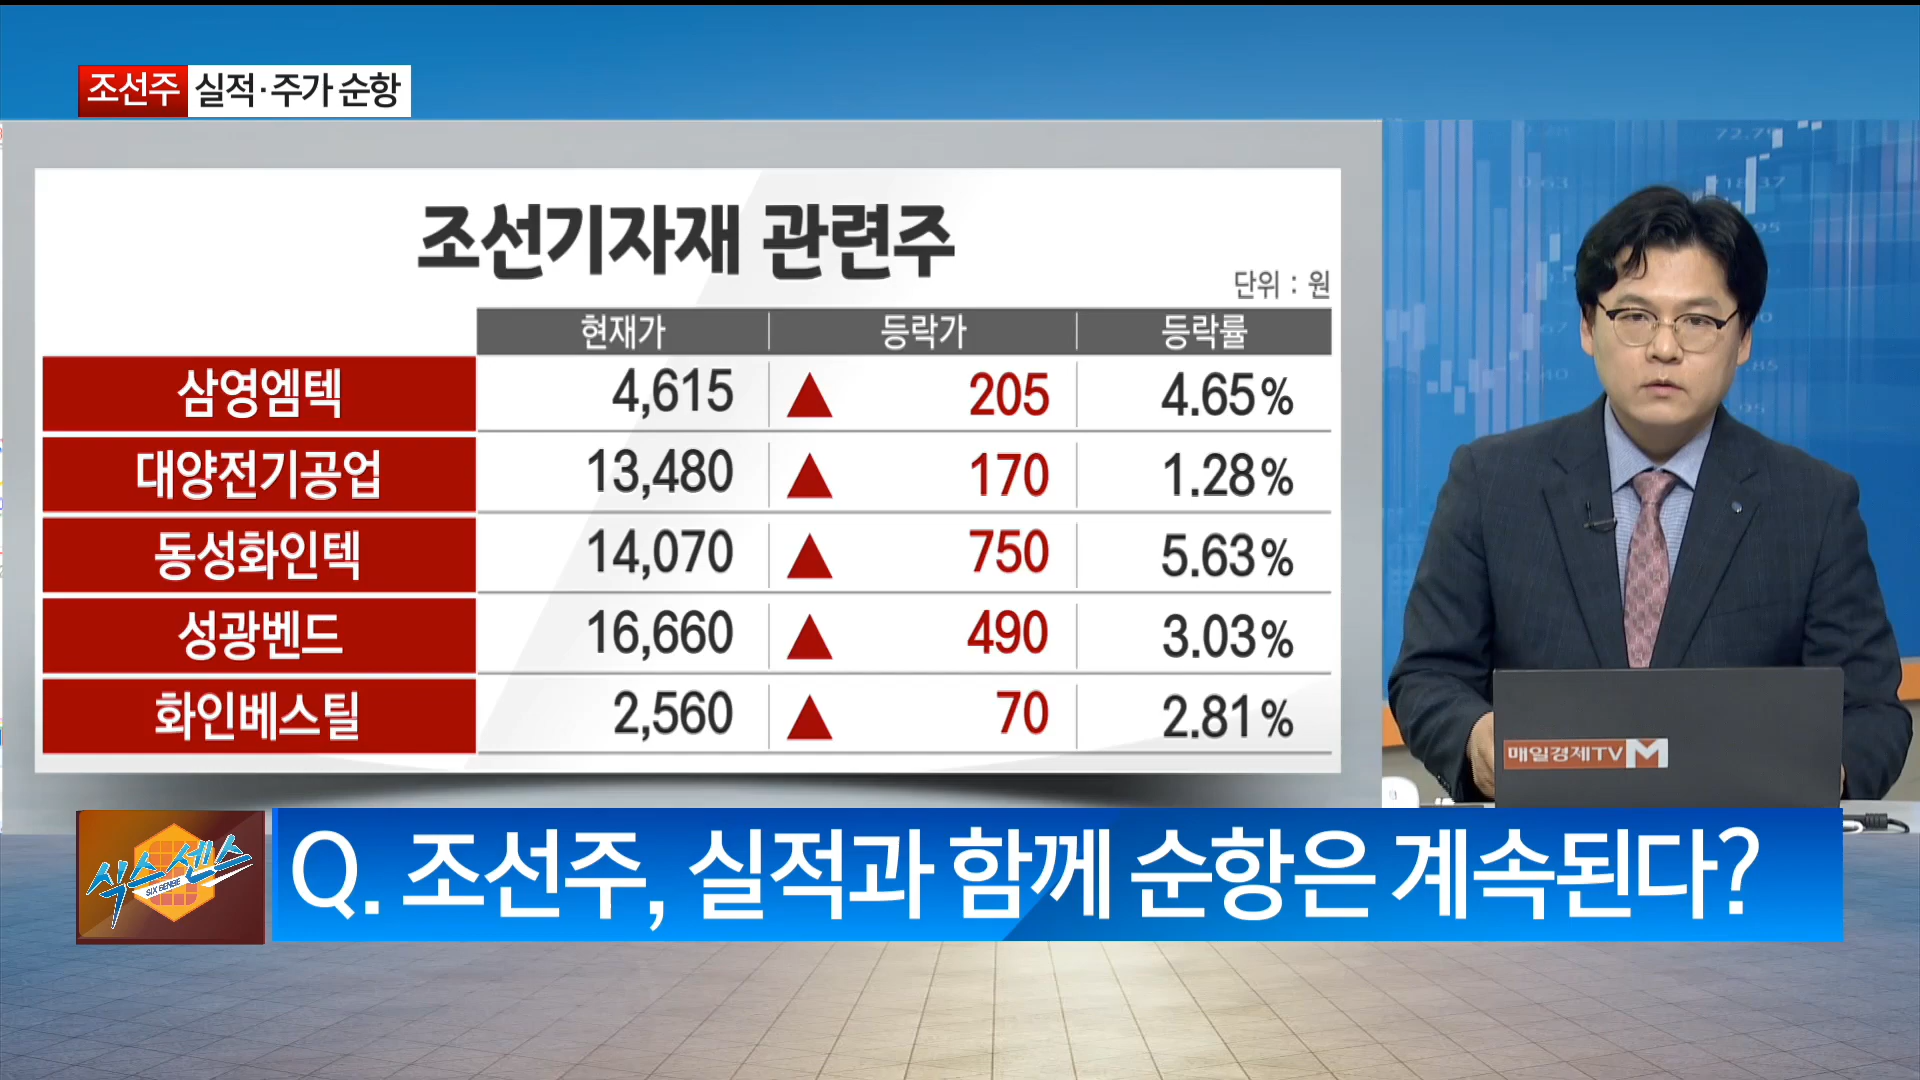 조선주 실적·주가 순항
조선기자재 관련주
단위 : 원
현재가 등락가 등락률
삼영엠텍 4,615 ▲ 205 4.65%
대양전기공업 13,480 ▲ 170 1.28%
동성화인텍 14,070 ▲ 750 5.63%
성광벤드 16,660 ▲ 490 3.03%
화인베스틸 2,560 ▲ 70 2.81%
매일경제TV M
식스센스
SIX SENSE
Q. 조선주, 실적과 함께 순항은 계속된다?